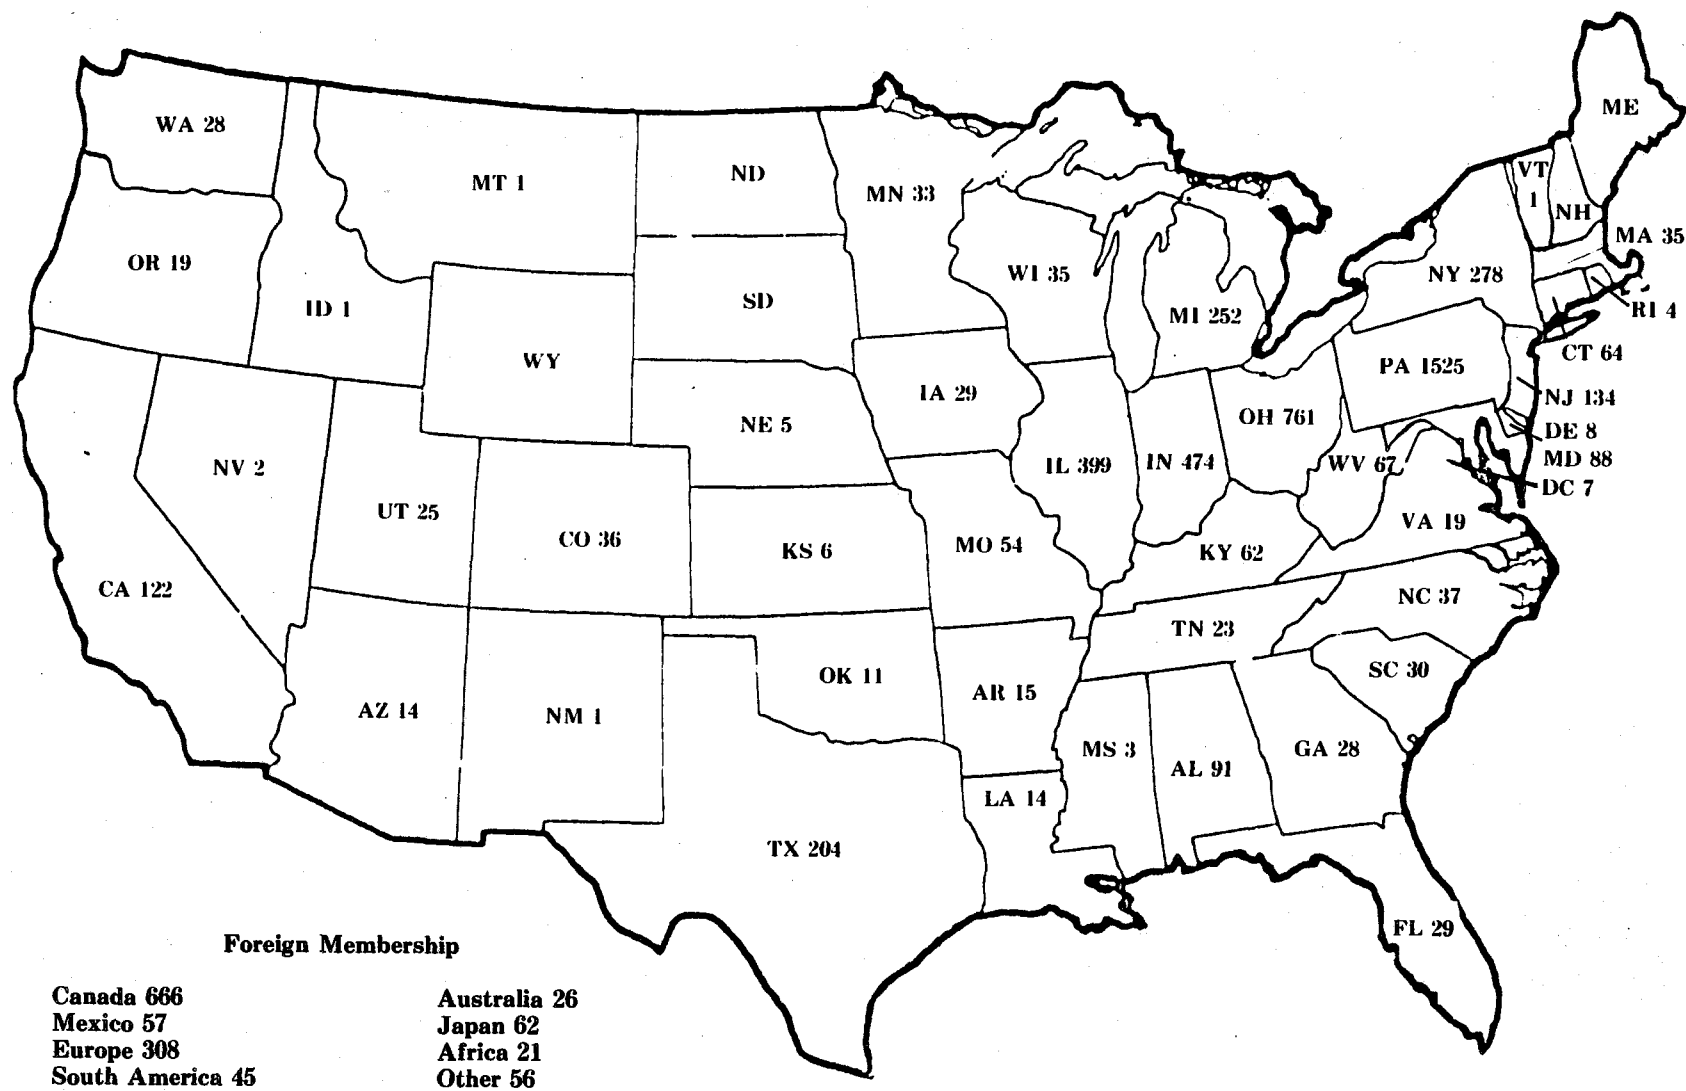 ME
WA 28
VT
1
ND
MT 1
MN 33
NH
MA 35
OR 19
WI 35
NY 278
SD
ID 1
RI 4
MI 252
CT 64
WY
PA 1525
IA 29
NJ 134
OH 761
NE 5
DE 8
MD 88
NV 2
IL 399
IN 474
WV 67
DC 7
UT 25
VA 19
CO 36
KS 6
MO 54
KY 62
CA 122
NC 37
TN 23
SC 30
OK 11
AR 15
AZ 14
NM 1
MS 3
GA 28
AL 91
LA 14
TX 204
FL 29
Foreign Membership
Canada 666
Mexico 57
Europe 308
South America 45
Australia 26
Japan 62
Africa 21
Other 56